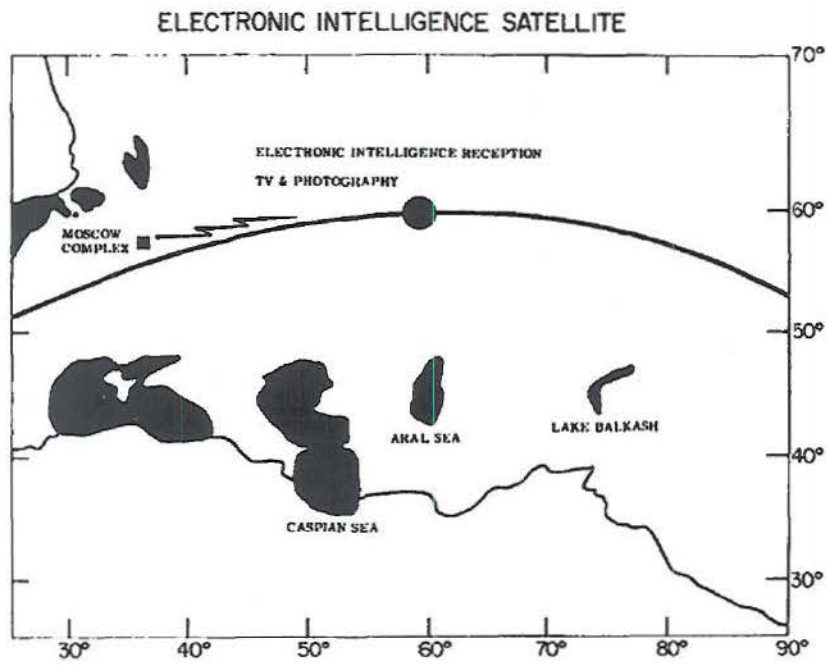 ELECTRONIC INTELLIGENCE SATELLITE
70°
ELECTRONIC INTELLIGENCE RECEPTION
TV & PHOTOGRAPHY
60°
MOSCOW
COMPLEX
50°
ARAL SEA
LAKE BALKASH
40°
CASPIAN SEA
30°
30°
40°
50°
60°
70°
80°
90°